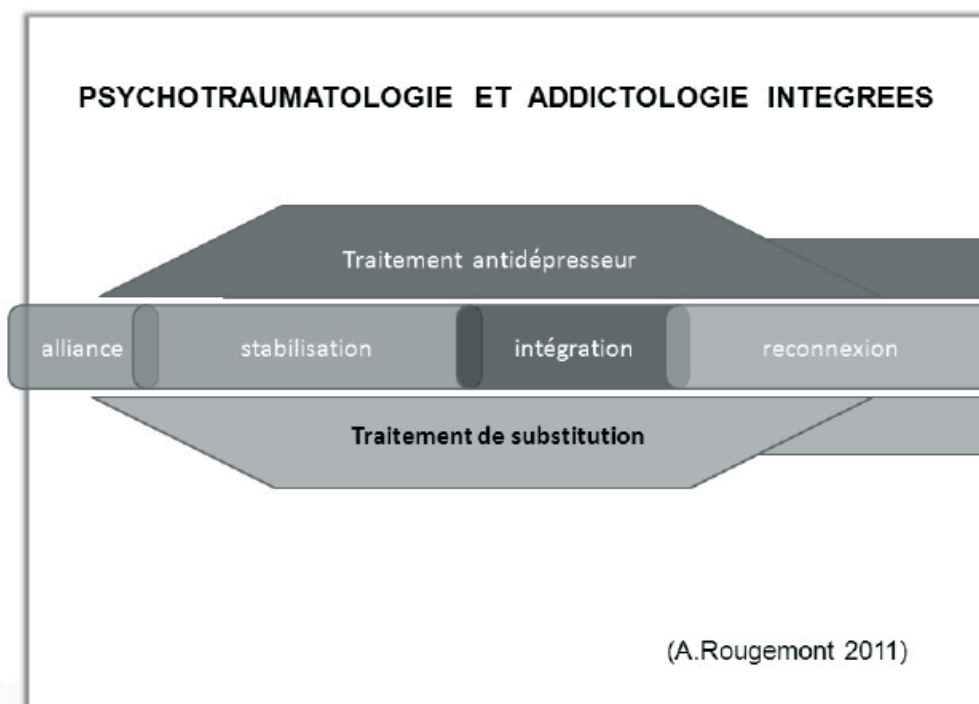 PSYCHOTRAUMATOLOGIE ET ADDICTOLOGIE INTEGREES
Traitement antidépresseur
alliance stabilisation intégration reconnexion
Traitement de substitution
(A.Rougemont 2011)